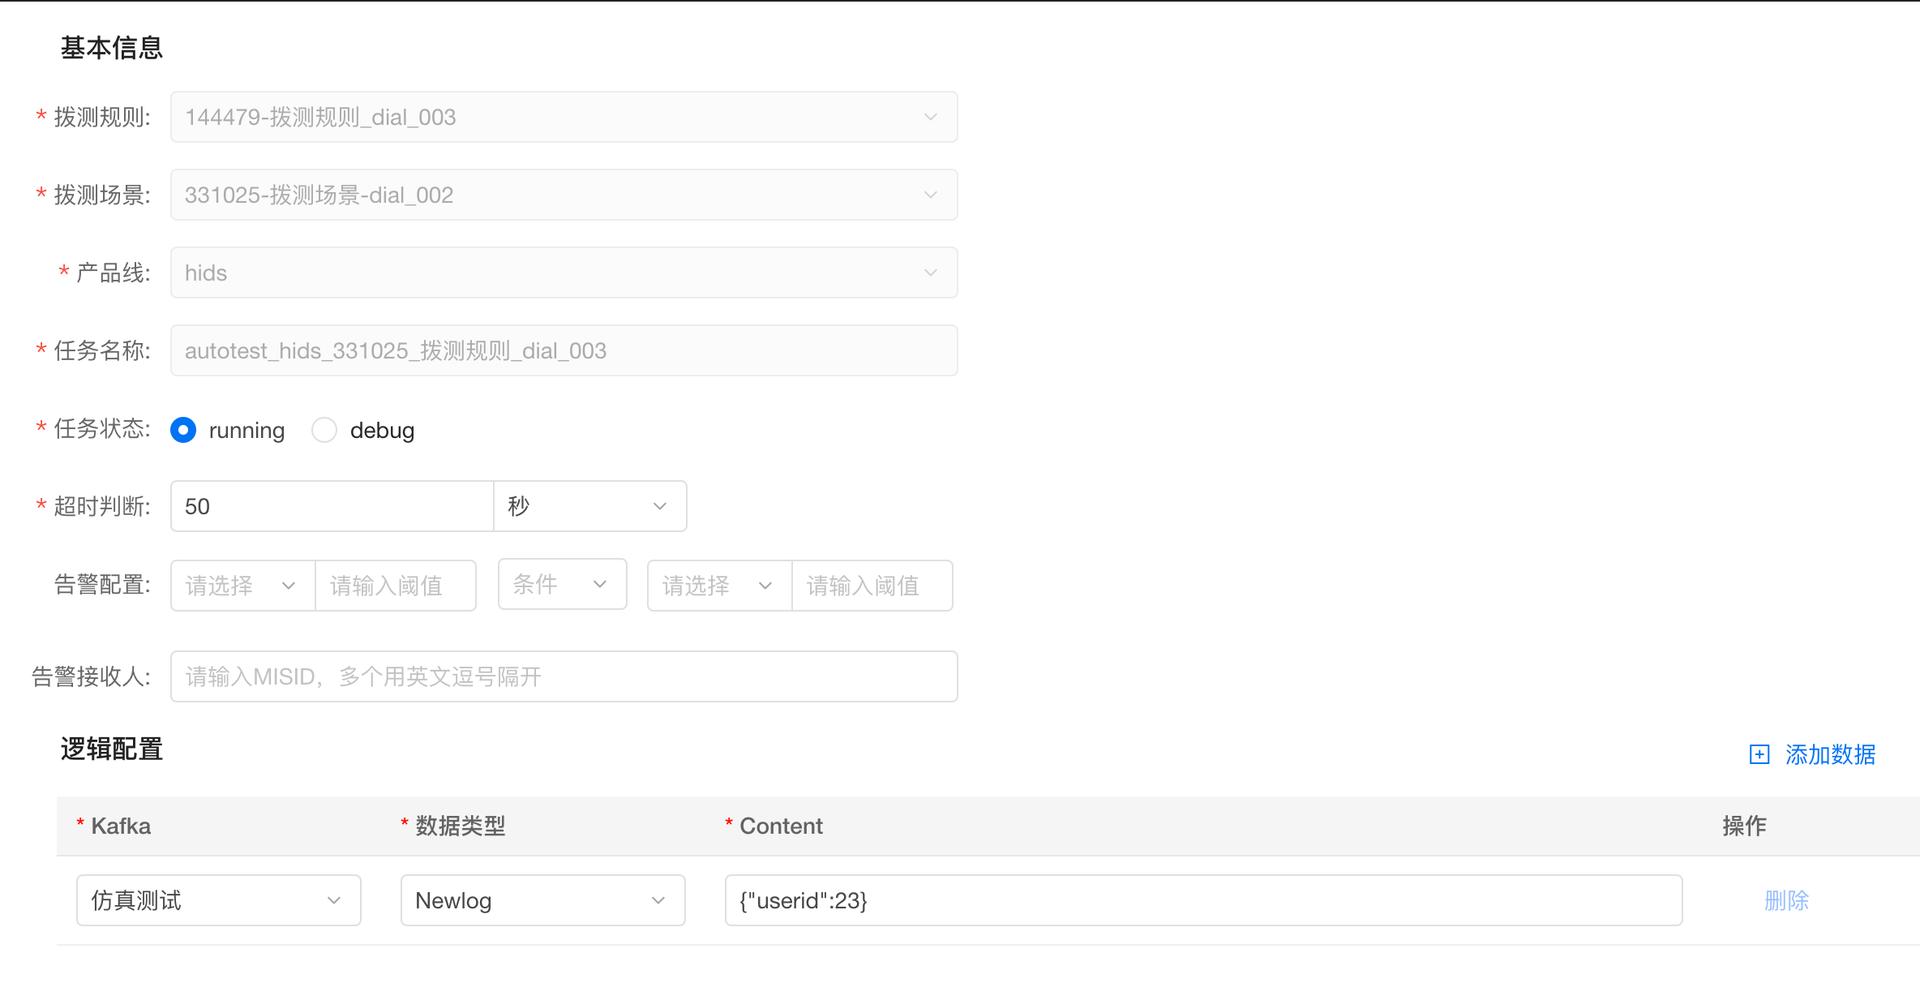 基本信息
* 拨测规则: 144479-拨测规则_dial_003
* 拨测场景: 331025-拨测场景-dial_002
* 产品线: hids
* 任务名称: autotest_hids_331025_拨测规则_dial_003
* 任务状态: running debug
* 超时判断: 50 秒
告警配置: 请选择 请输入阈值 条件 请选择 请输入阈值
告警接收人: 请输入MISID，多个用英文逗号隔开
逻辑配置 添加数据
* Kafka * 数据类型 * Content 操作
仿真测试 Newlog {"userid":23} 删除